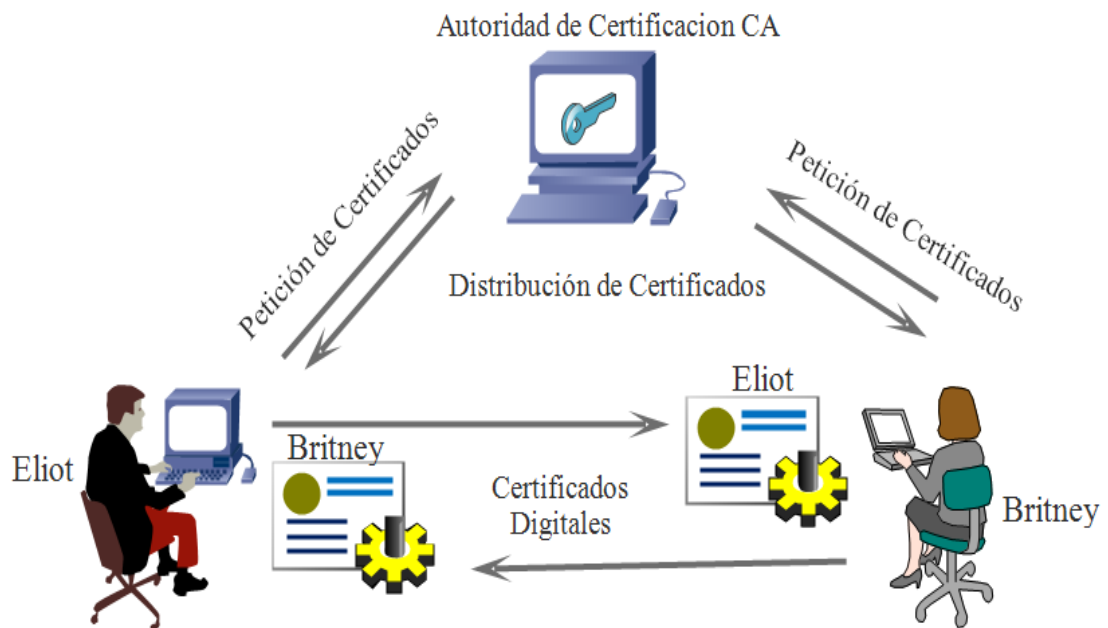 Autoridad de Certificacion CA
Petición de Certificados
Petición de Certificados
Distribución de Certificados
Eliot
Britney
Eliot
Certificados
Digitales
Britney